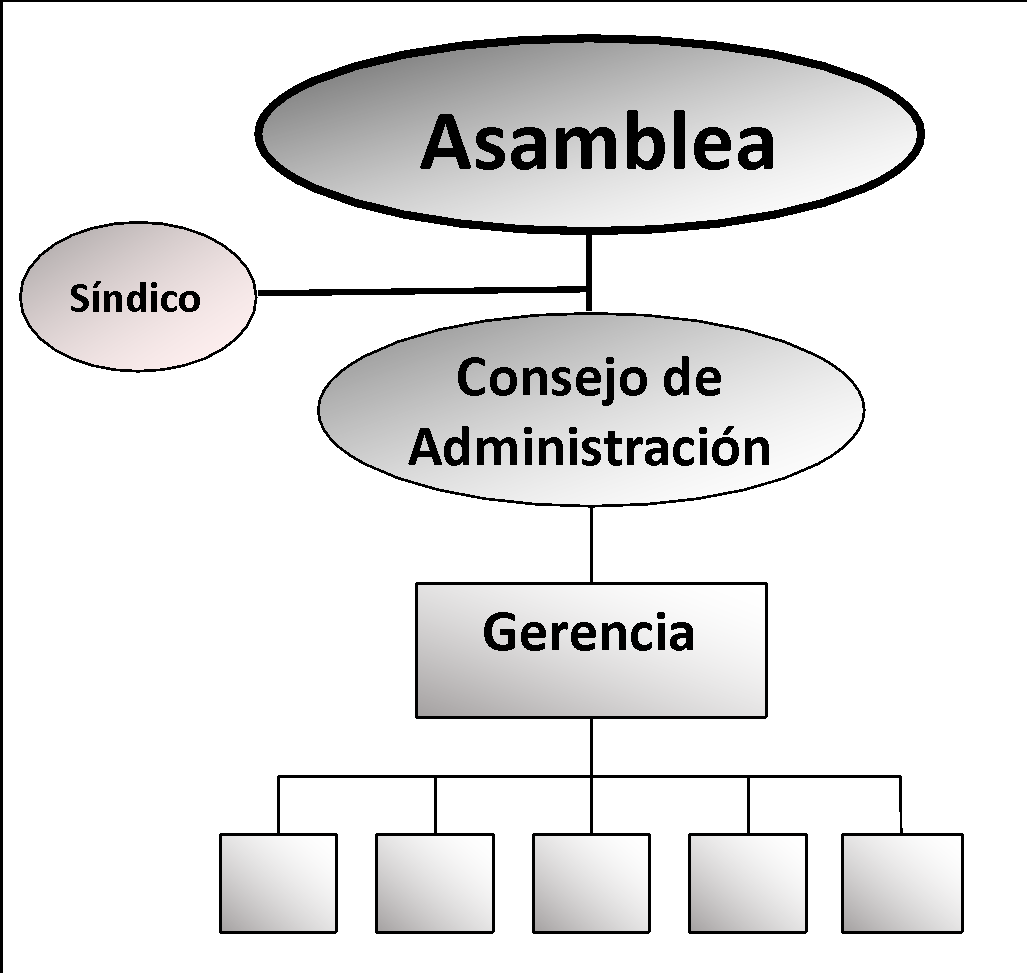 Asamblea
Síndico
Consejo de
Administración
Gerencia